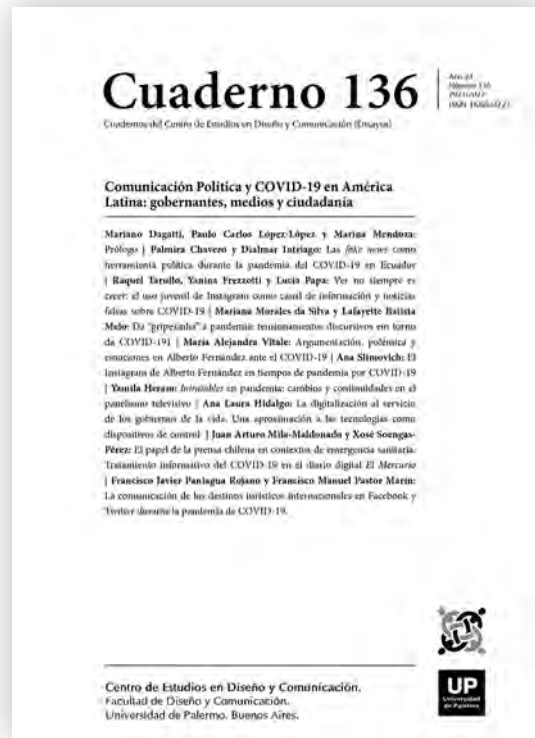 Cuaderno 136
Cuadernos del Centro de Estudios en Diseño y Comunicación [Ensayos]
Comunicación Política y COVID-19 en América
Latina: gobernantes, medios y ciudadanía
Mariano Dagatti, Paulo Carlos López-López y Marina Mendoza:
Prólogo | Palmira Chavero y Dialmar Intriago: Las fake news como
herramienta política durante la pandemia del COVID-19 en Ecuador
| Raquel Tarullo, Yanina Frezzotti y Lucía Papa: Ver no siempre es
creer: el uso juvenil de Instagram como canal de información y noticias
falsas sobre COVID-19 | Mariana Morales da Silva y Lafayette Batista
Melo: Da "gripezinha" à pandemia: tensionamentos discursivos em torno
da COVID-191 | María Alejandra Vitale: Argumentación, polémica y
emociones en Alberto Fernández ante el COVID-19 | Ana Slimovich: El
Instagram de Alberto Fernández en tiempos de pandemia por COVID-19
| Yamila Heram: Intratables en pandemia: cambios y continuidades en el
panelismo televisivo | Ana Laura Hidalgo: La digitalización al servicio
de los gobiernos de la vida. Una aproximación a las tecnologías como
dispositivos de control | Juan Arturo Mila-Maldonado y Xosé Soengas-
Pérez: El papel de la prensa chilena en contextos de emergencia sanitaria.
Tratamiento informativo del COVID-19 en el diario digital El Mercurio
| Francisco Javier Paniagua Rojano y Francisco Manuel Pastor Marín:
La comunicación de los destinos turísticos internacionales en Facebook y
Twitter durante la pandemia de COVID-19.
Centro de Estudios en Diseño y Comunicación.
Facultad de Diseño y Comunicación.
Universidad de Palermo. Buenos Aires.
UP
Universidad
de Palermo